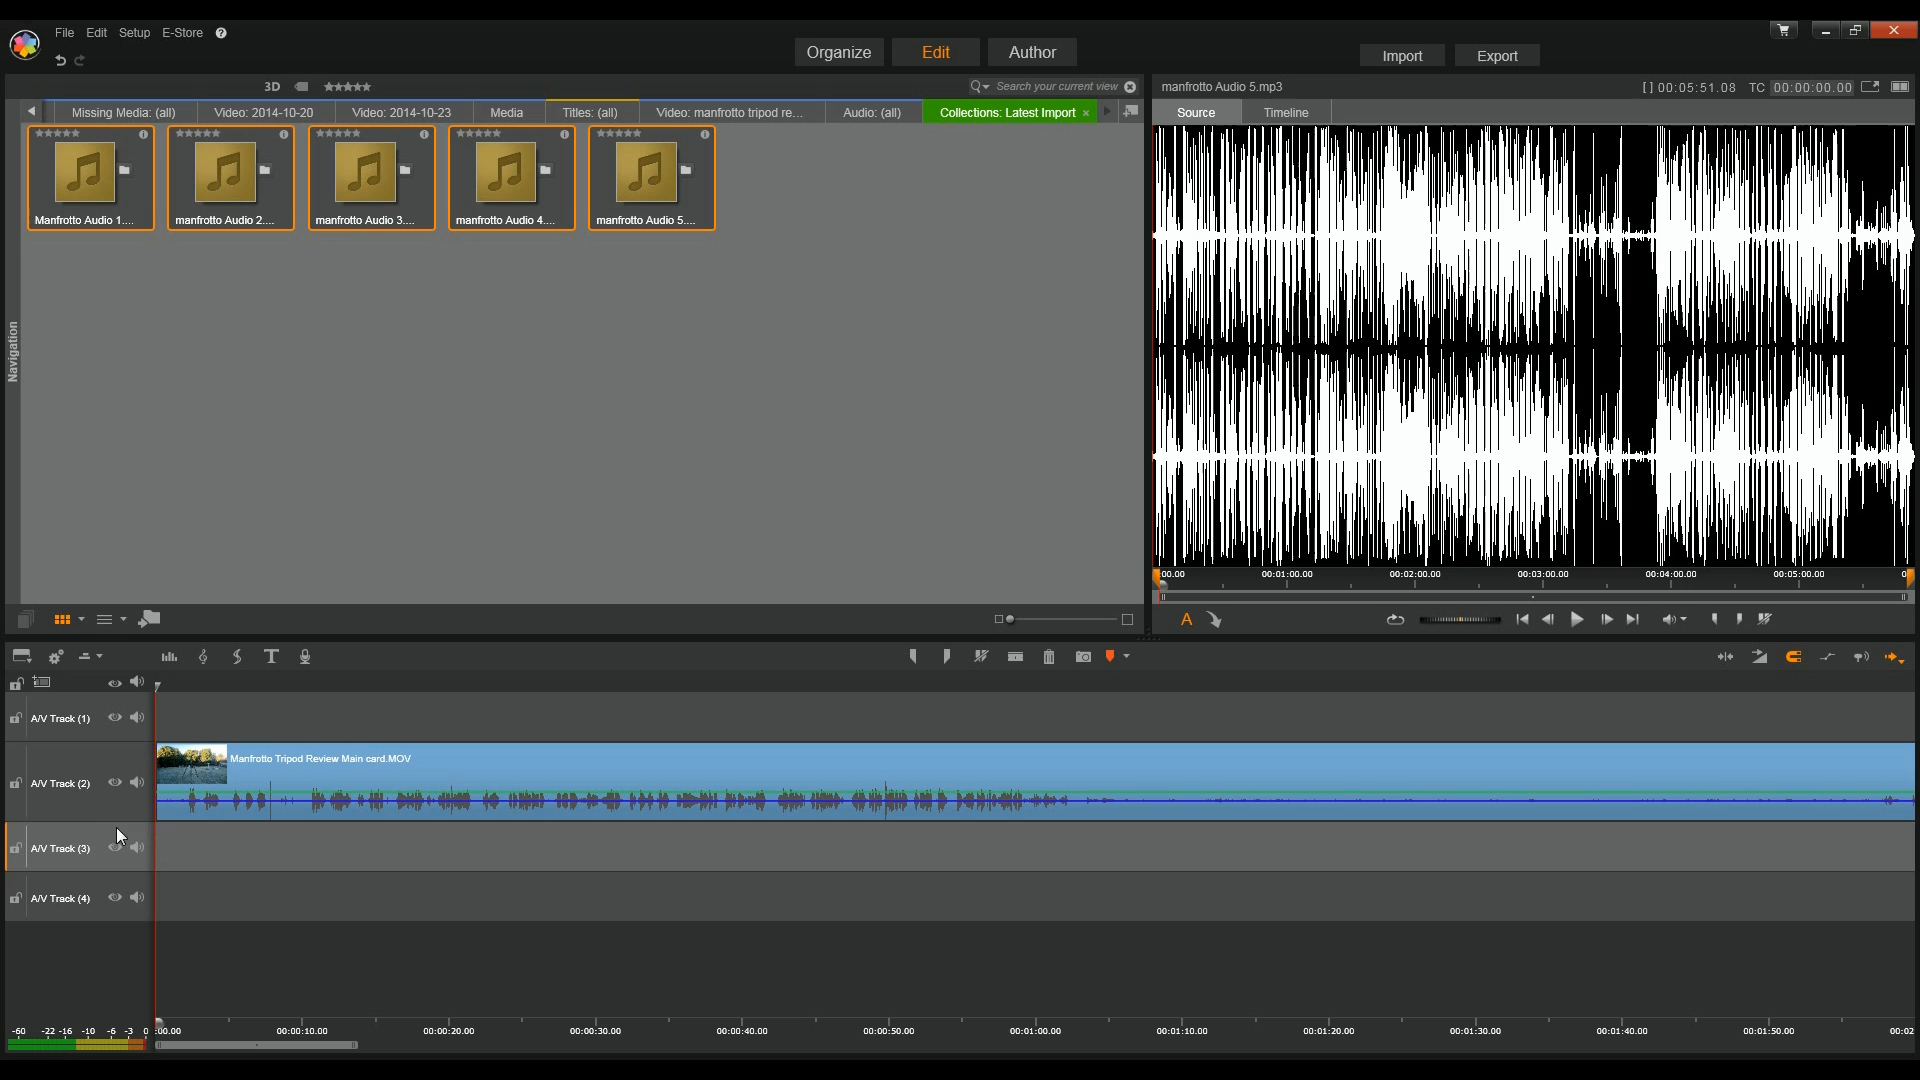 File Edit Setup E-Store ?
Organize Edit Author
Import Export
3D
Search your current view
manfrotto Audio 5.mp3
[ ] 00:05:51.08 TC 00:00:00.00
Missing Media: (all) Video: 2014-10-20 Video: 2014-10-23 Media Titles: (all) Video: manfrotto tripod re... Audio: (all) Collections: Latest Import ×
Source Timeline
Manfrotto Audio 1.... manfrotto Audio 2.... manfrotto Audio 3.... manfrotto Audio 4.... manfrotto Audio 5....
Navigation
:00.00 00:01:00.00 00:02:00.00 00:03:00.00 00:04:00.00 00:05:00.00 0
A
T
A/V Track (1)
Manfrotto Tripod Review Main card.MOV
A/V Track (2)
A/V Track (3)
A/V Track (4)
-60 -22 -16 -10 -6 -3 0
:00.00 00:00:10.00 00:00:20.00 00:00:30.00 00:00:40.00 00:00:50.00 00:01:00.00 00:01:10.00 00:01:20.00 00:01:30.00 00:01:40.00 00:01:50.00 00:02